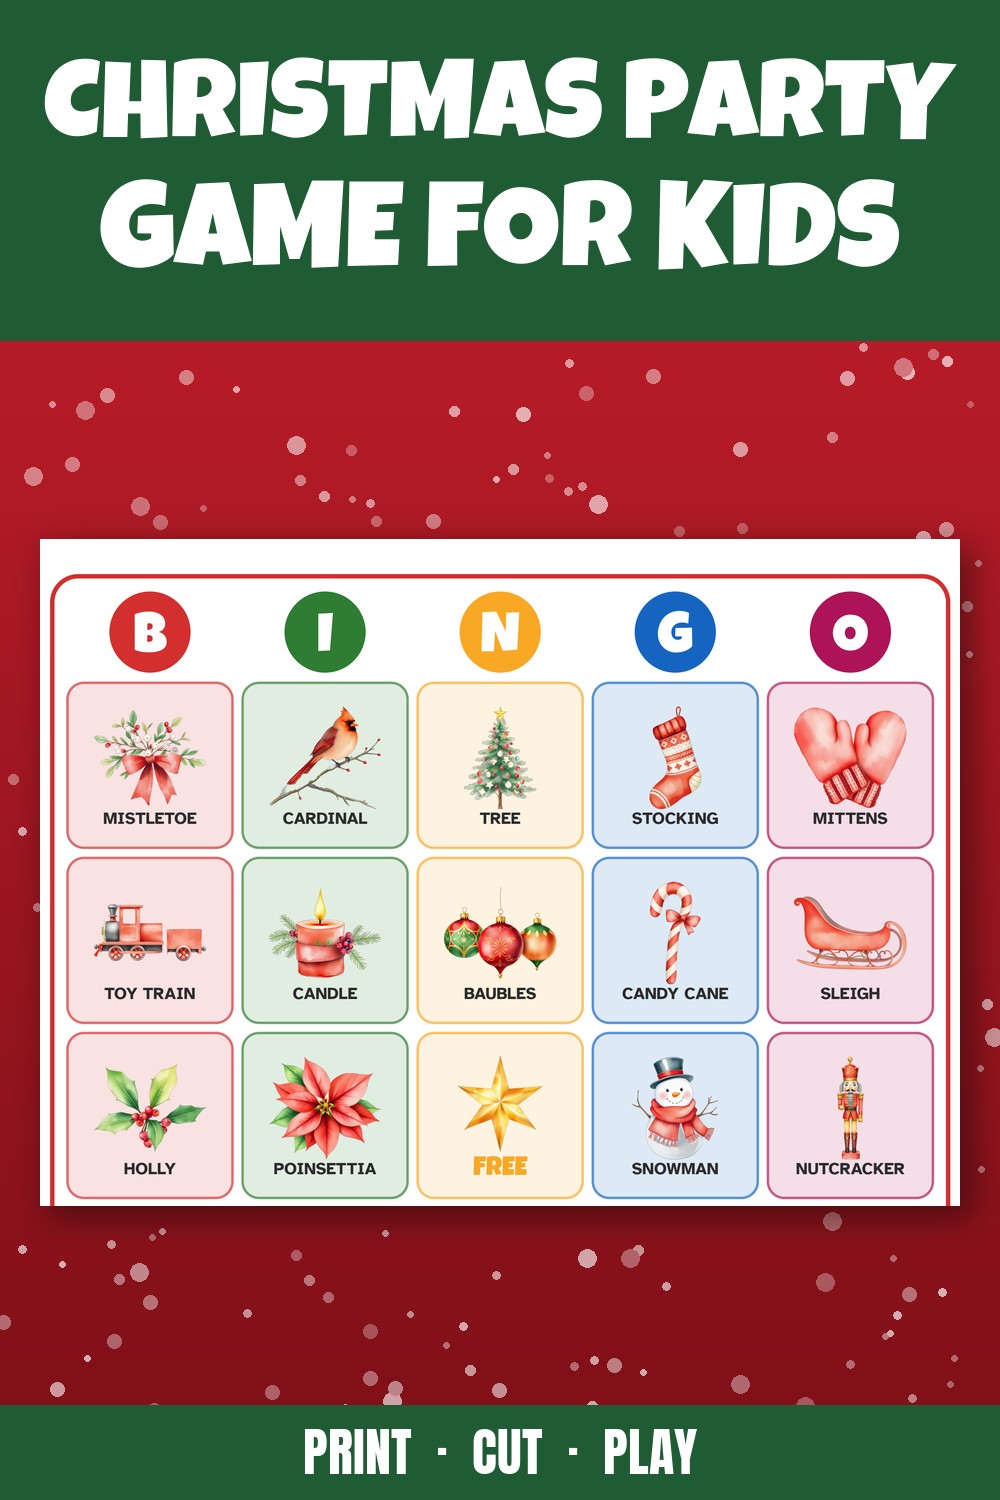 CHRISTMAS PARTY
GAME FOR KIDS
B I N G O
MISTLETOE CARDINAL TREE STOCKING MITTENS
TOY TRAIN CANDLE BAUBLES CANDY CANE SLEIGH
HOLLY POINSETTIA FREE SNOWMAN NUTCRACKER
PRINT · CUT · PLAY